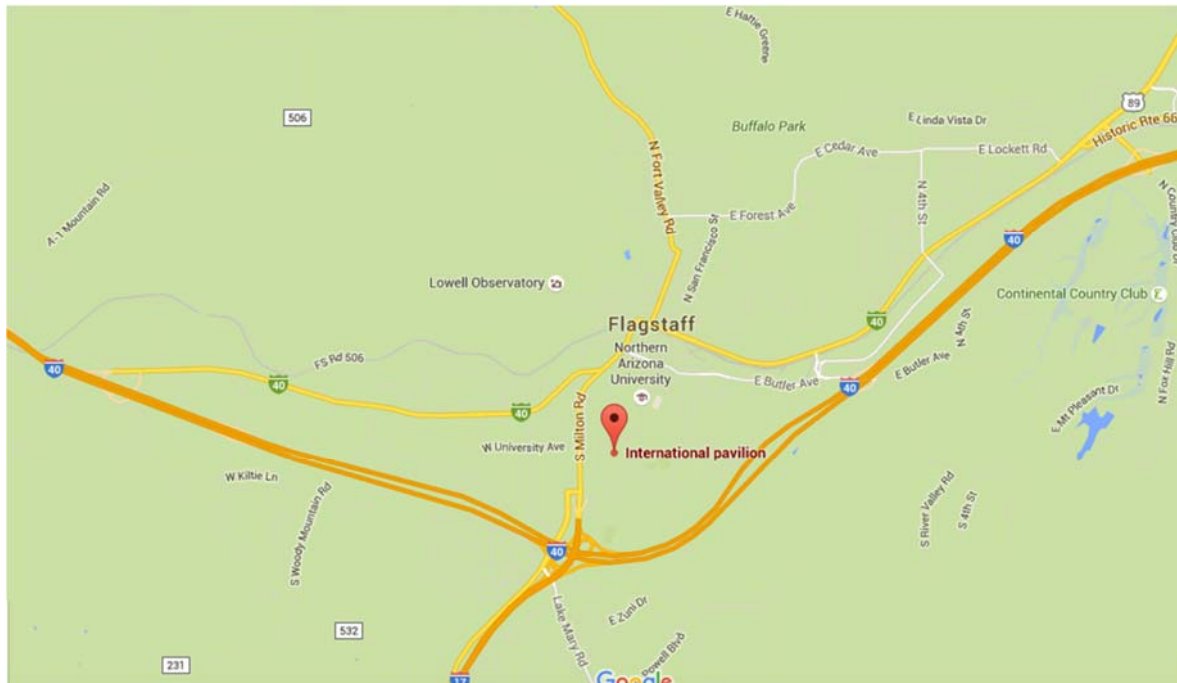 E Hattie Greene
89
506
E Linda Vista Dr
Historic Rte 66
Buffalo Park
E Cedar Ave
E Lockett Rd
N Fort Valley Rd
A-1 Mountain Rd
N 4th St
N Country Club Dr
E Forest Ave
N San Francisco St
40
Lowell Observatory
Continental Country Club
40
Flagstaff
N 4th St
Northern
Arizona
University
FS Rd 506
40
E Butler Ave
N Fox Hill Rd
40
E Butler Ave
40
E Mt Pleasant Dr
40
S Milton Rd
W University Ave
International pavilion
W Kiltie Ln
S River Valley Rd
S 4th St
S Woody Mountain Rd
40
Lake Mary Rd
E Zuni Dr
532
Powell Blvd
231
17
Google